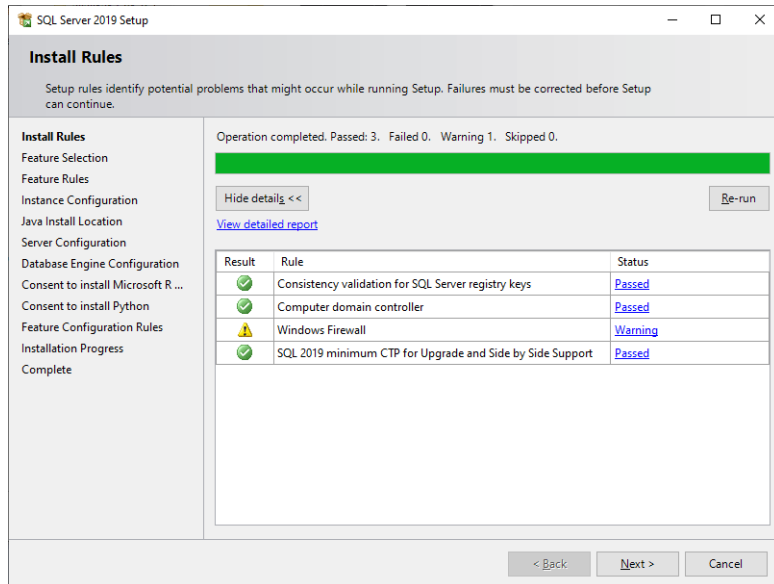 SQL Server 2019 Setup
Install Rules
Setup rules identify potential problems that might occur while running Setup. Failures must be corrected before Setup
can continue.
Install Rules
Feature Selection
Feature Rules
Instance Configuration
Java Install Location
Server Configuration
Database Engine Configuration
Consent to install Microsoft R ...
Consent to install Python
Feature Configuration Rules
Installation Progress
Complete
Operation completed. Passed: 3. Failed 0. Warning 1. Skipped 0.
Hide details << Re-run
View detailed report
Result Rule Status
Consistency validation for SQL Server registry keys Passed
Computer domain controller Passed
Windows Firewall Warning
SQL 2019 minimum CTP for Upgrade and Side by Side Support Passed
< Back Next > Cancel